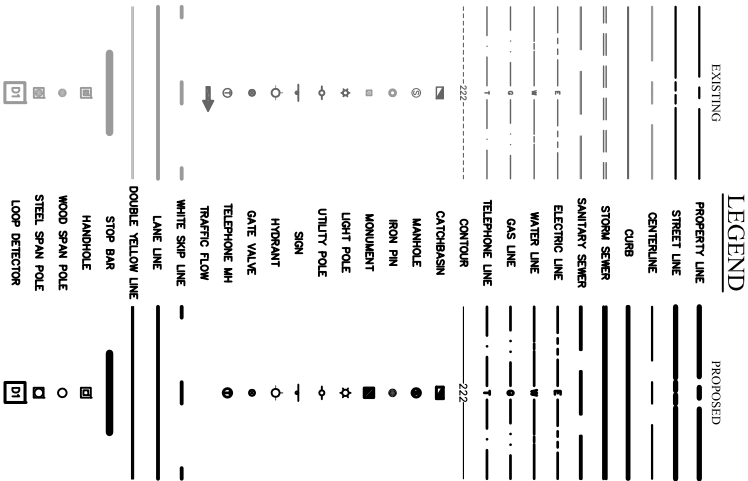 LEGEND
EXISTING PROPOSED
PROPERTY LINE
STREET LINE
CENTERLINE
CURB
STORM SEWER
SANITARY SEWER
E ELECTRIC LINE E
W WATER LINE W
G GAS LINE G
T TELEPHONE LINE T
222 CONTOUR 222
CATCHBASIN
S MANHOLE S
IRON PIN
MONUMENT
LIGHT POLE
UTILITY POLE
SIGN
HYDRANT
GATE VALVE
T TELEPHONE MH T
TRAFFIC FLOW
WHITE SKIP LINE
LANE LINE
DOUBLE YELLOW LINE
STOP BAR
HANDHOLE
WOOD SPAN POLE
STEEL SPAN POLE
D1 LOOP DETECTOR D1